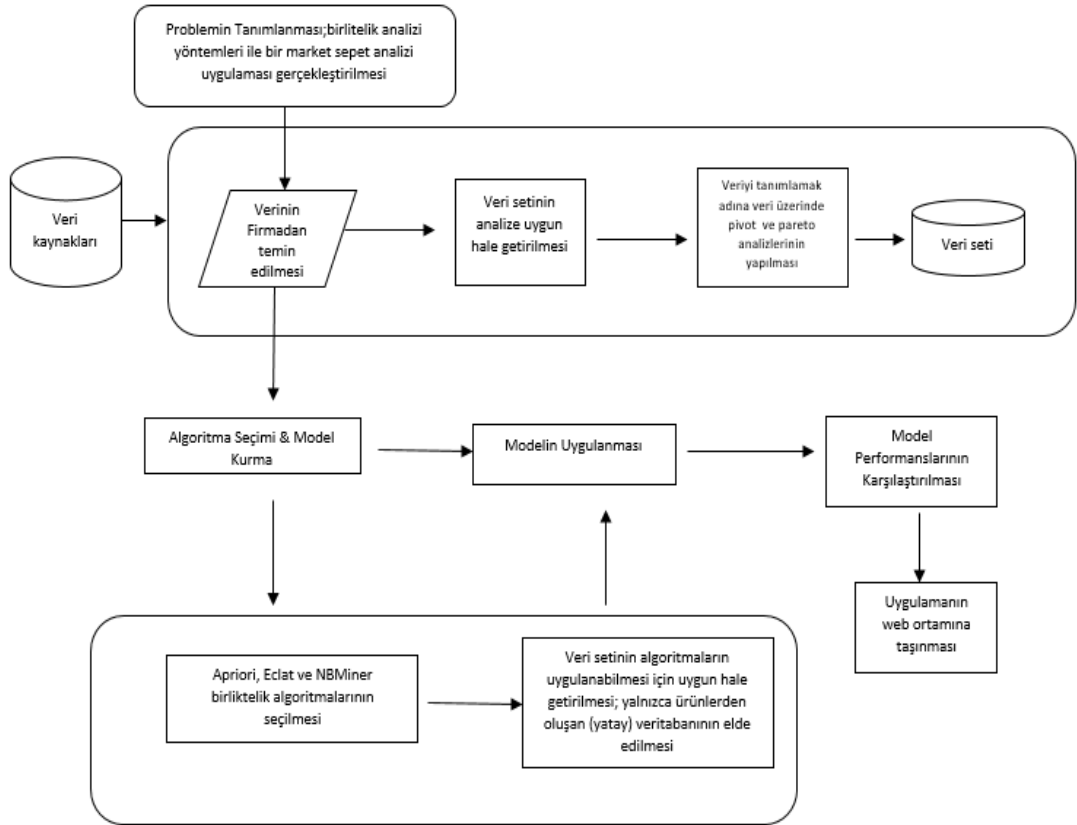 Problemin Tanımlanması;birlitelik analizi
yöntemleri ile bir market sepet analizi
uygulaması gerçekleştirilmesi
Veri
kaynakları
Verinin
Firmadan
temin
edilmesi
Veri
setinin
analize uygun
hale getirilmesi
Veriyi tanımlamak
adına veri üzerinde
pivot ve pareto
analizlerinin
yapılması
Veri seti
Algoritma Seçimi & Model
Kurma
Modelin Uygulanması
Model
Performanslarının
Karşılaştırılması
Uygulamanın
web ortamına
taşınması
Apriori, Eclat ve NBMiner
birliktelik algoritmalarının
seçilmesi
Veri setinin algoritmaların
uygulanabilmesi için uygun hale
getirilmesi; yalnızca ürünlerden
oluşan (yatay) veritabanının elde
edilmesi